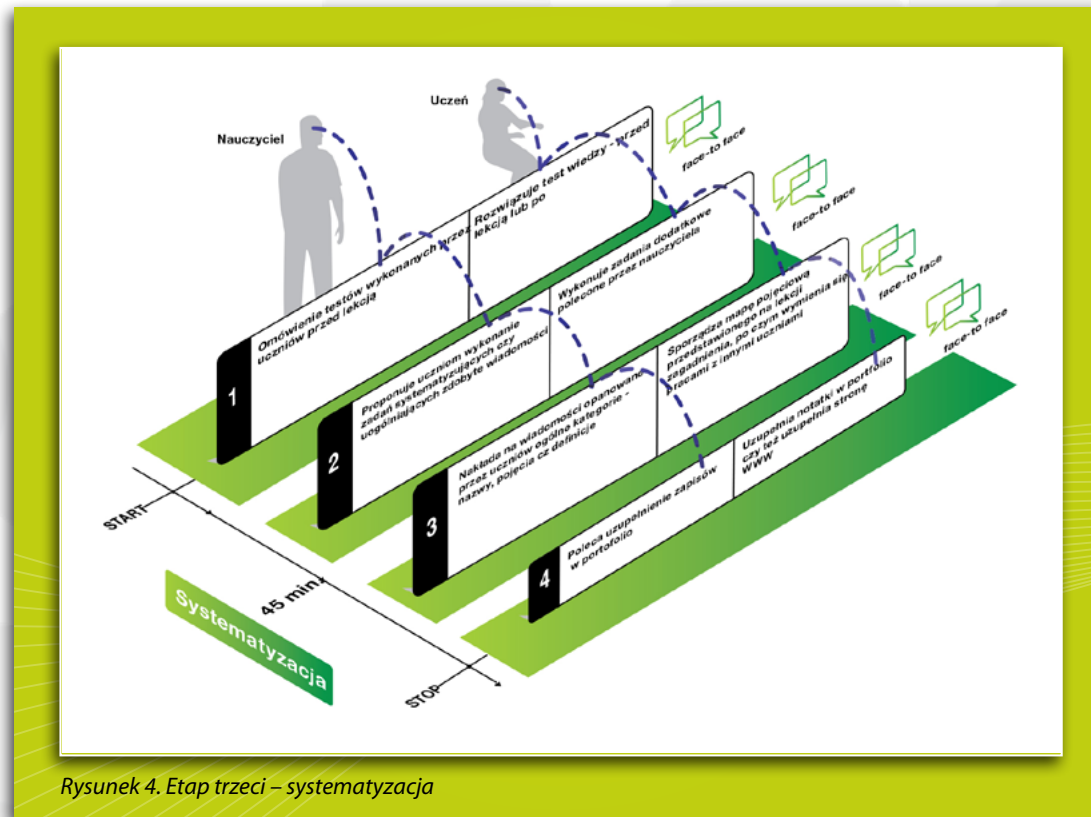 Nauczyciel
Uczeń
1
Omówienie testów wykonanych przez
uczniów przed lekcją
Rozwiązuje test wiedzy - przed
lekcją lub po
face-to face
2
Proponuje uczniom wykonanie
zadań systematyzujących czy
uogólniających zdobyte wiadomości
Wykonuje zadania dodatkowe
polecone przez nauczyciela
face-to face
3
Nakłada na wiadomości opanowane
przez uczniów ogólne kategorie -
nazwy, pojęcia cz definicje
Sporządza mapę pojęciową
przedstawionego na lekcji
zagadnienia, po czym wymienia się
pracami z innymi uczniami
face-to face
4
Poleca uzupełnienie zapisów
w portofolio
Uzupełnia notatki w portfolio
czy też uzupełnia stronę
WWW
face-to face
START
45 min.
STOP
Systematyzacja
Rysunek 4. Etap trzeci – systematyzacja